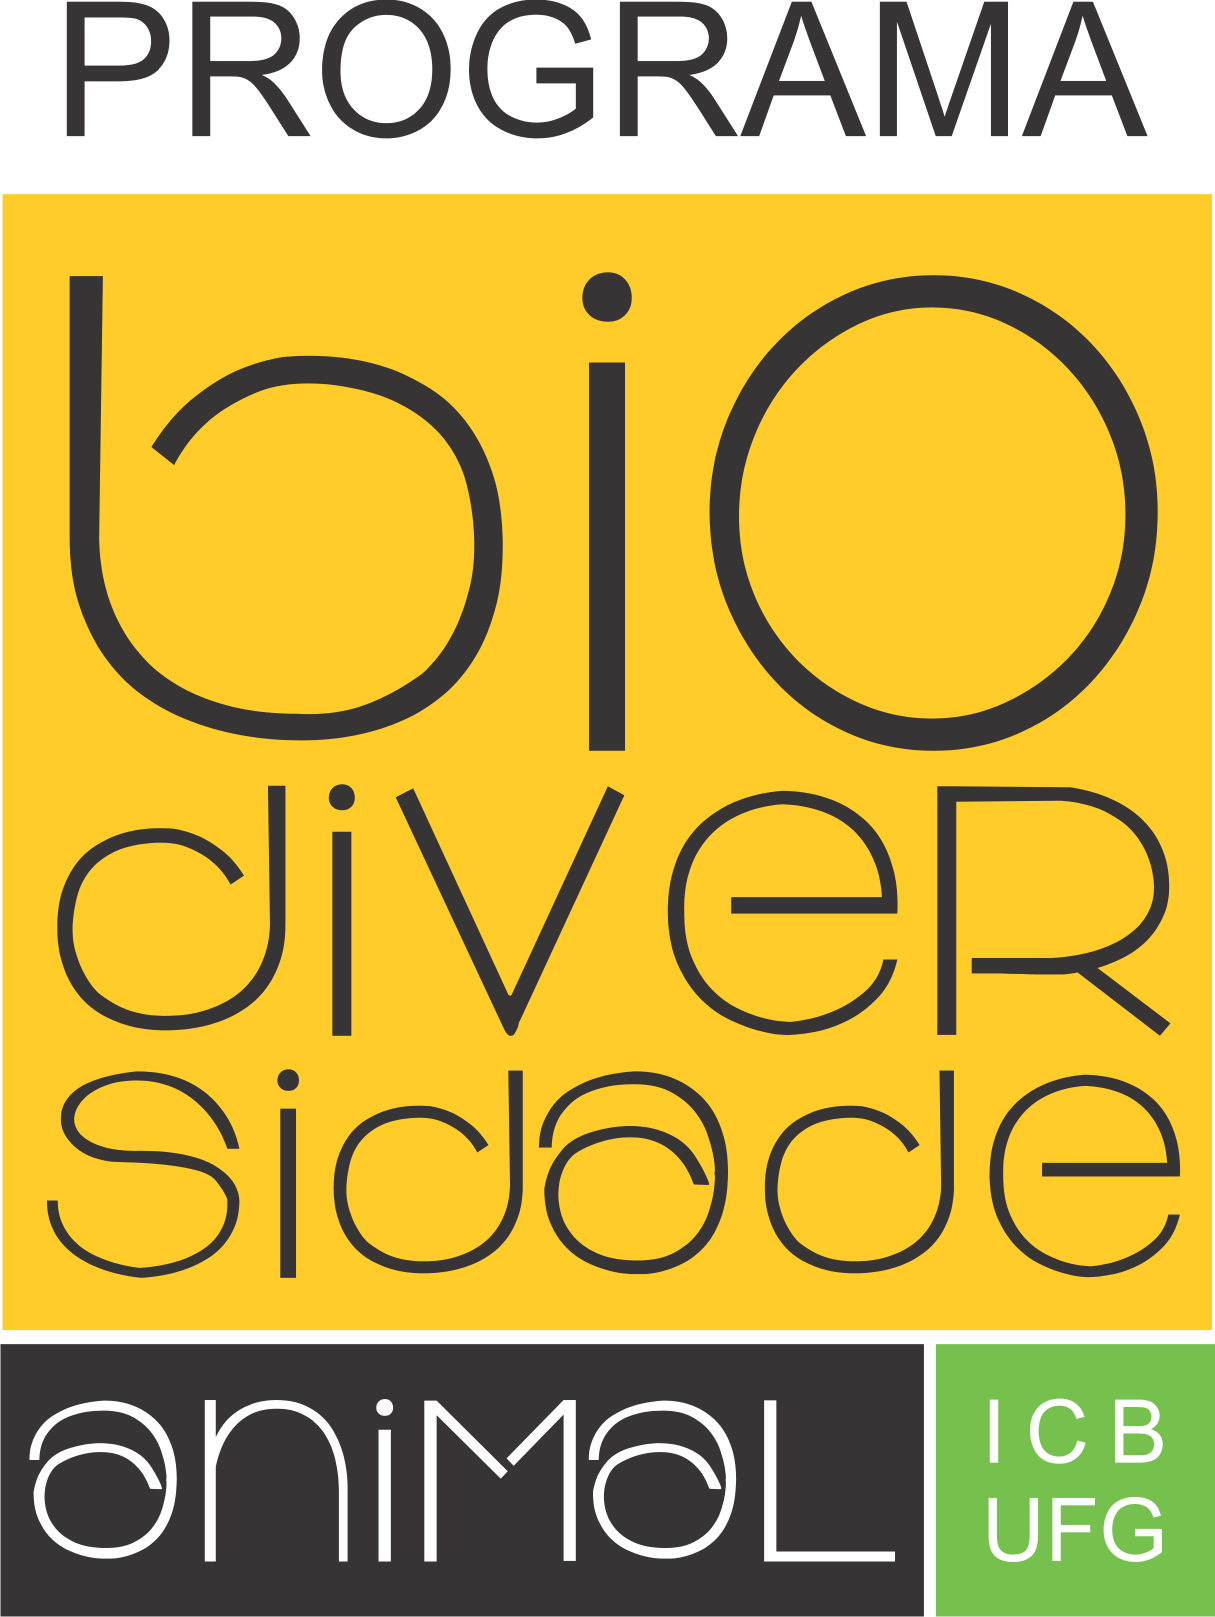 PROGRAMA
bio
diVeR
sidade
aniMaL
ICB
UFG